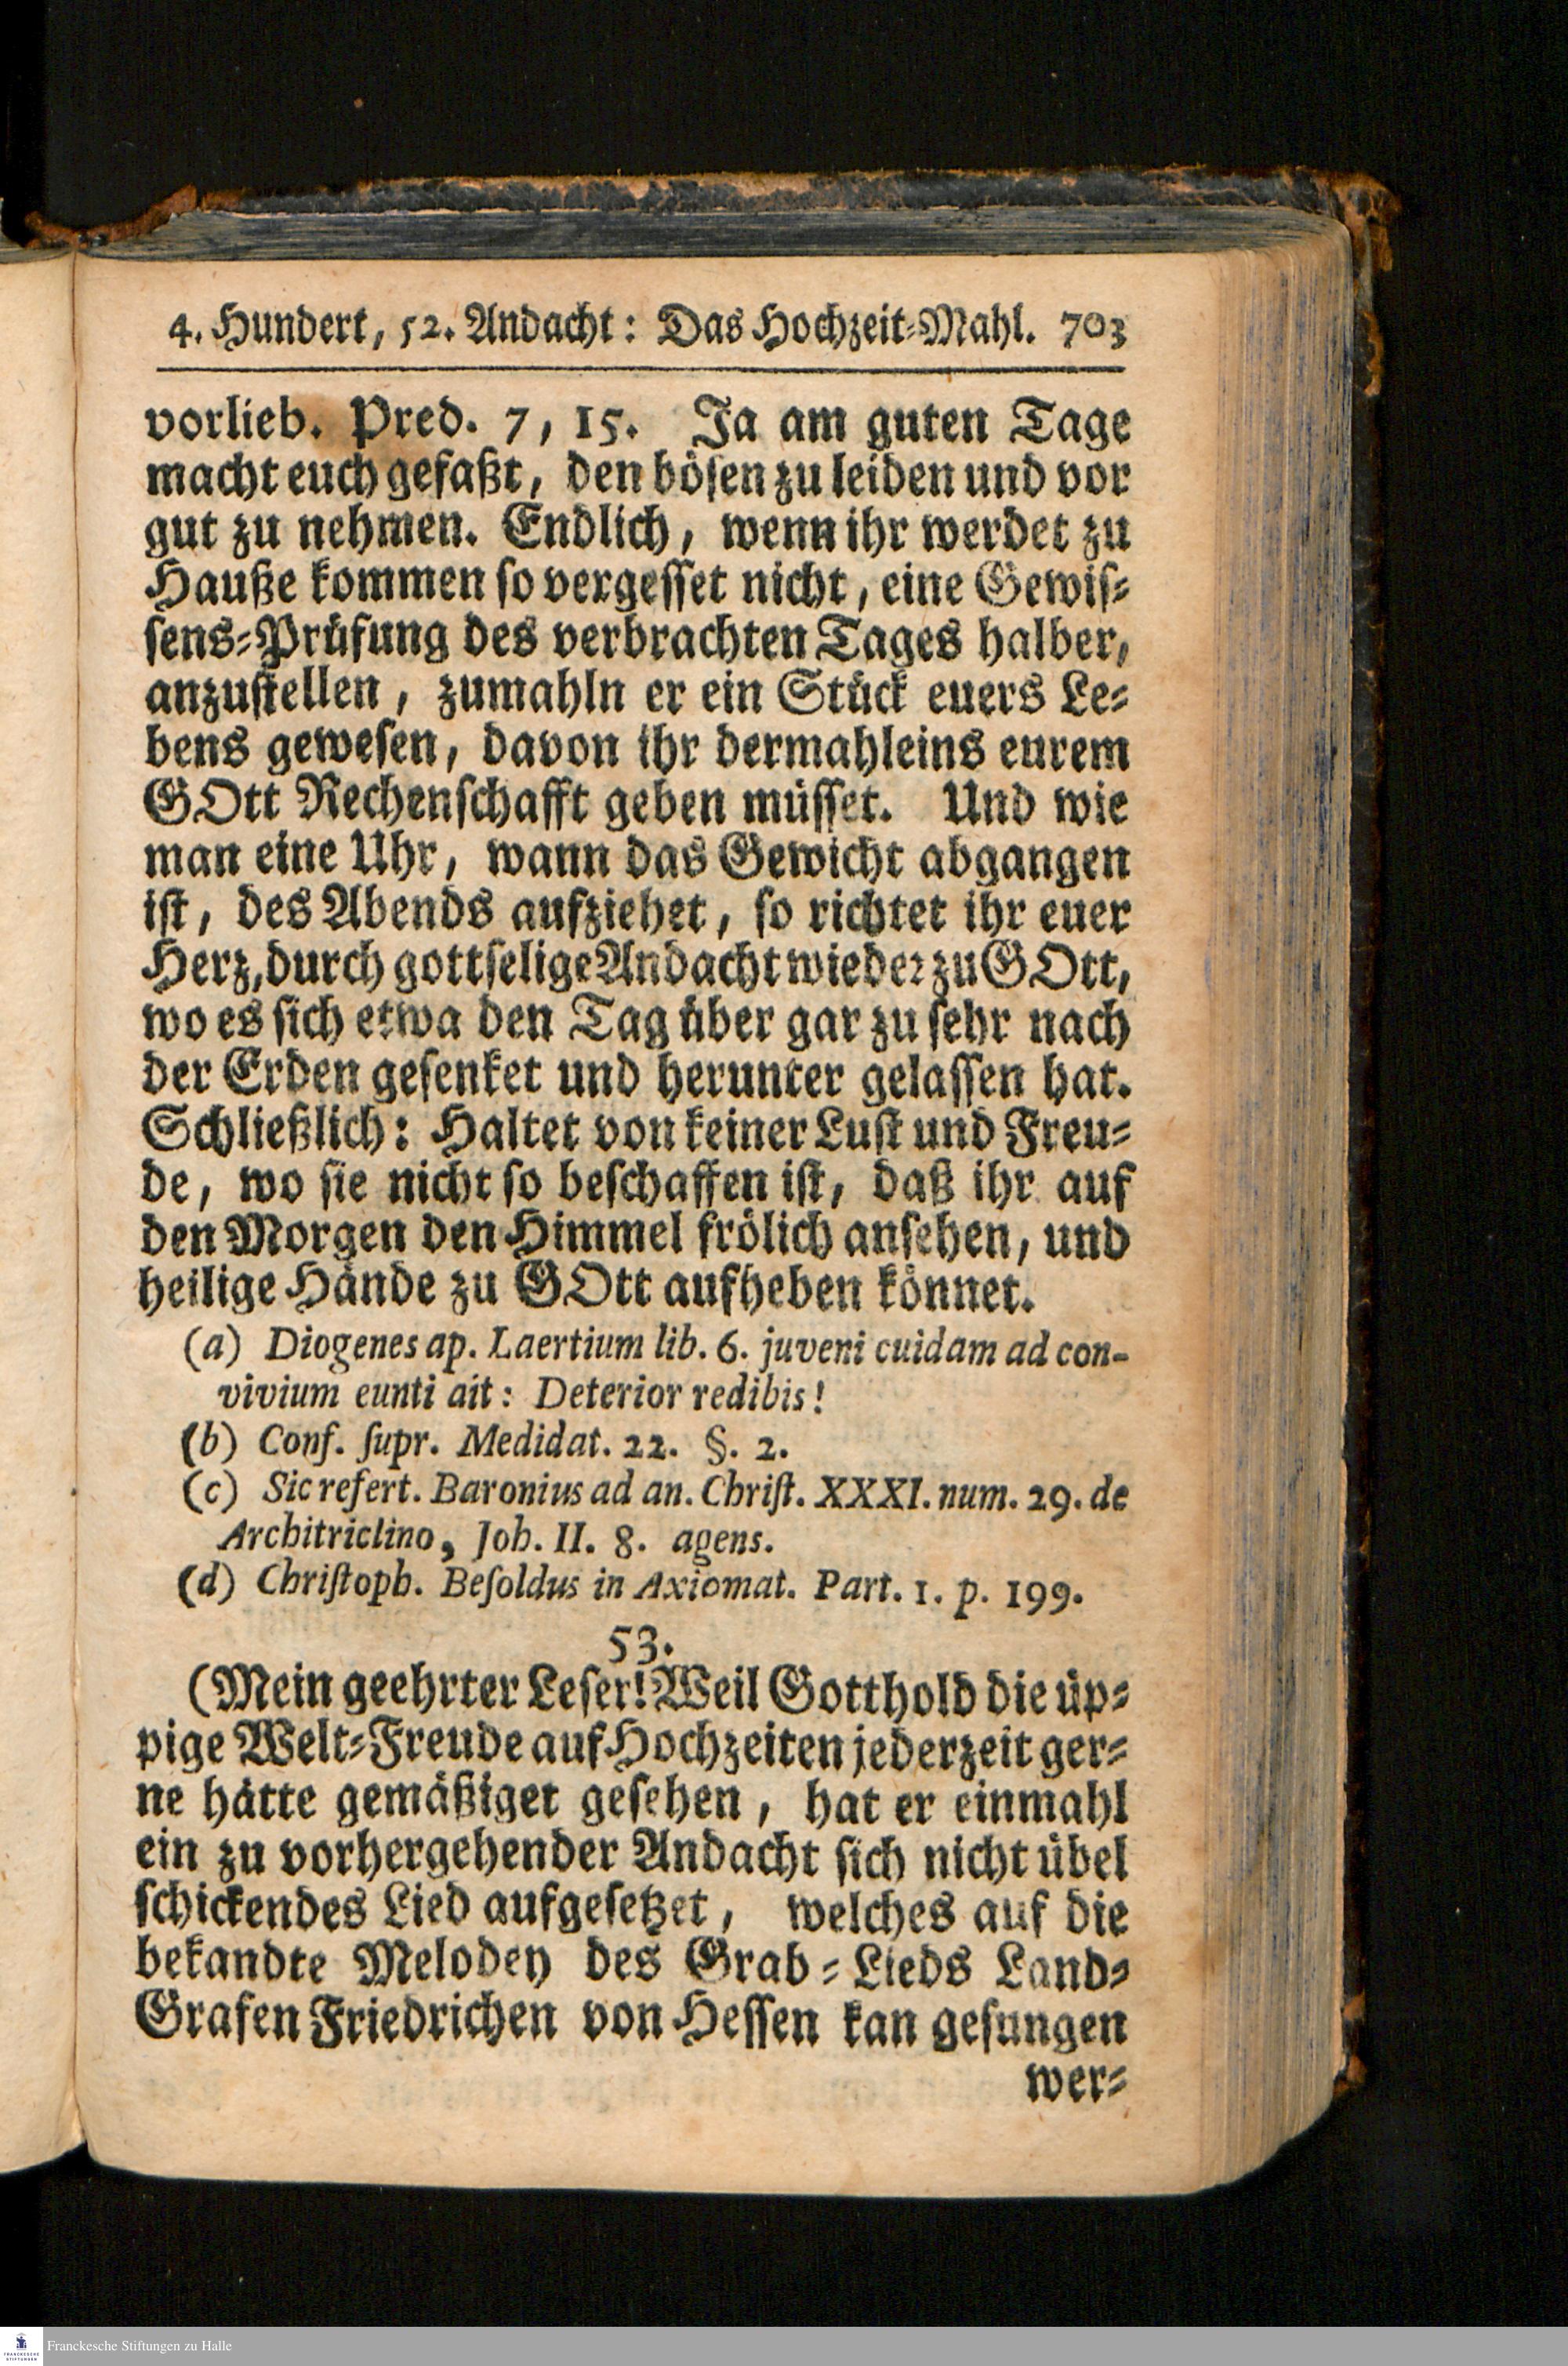 4. Hundert, 52. Andacht: Das Hochzeit-Mahl. 703
vorlieb. Pred. 7, 15. Ja am guten Tage
macht euch gefaßt, den bösen zu leiden und vor
gut zu nehmen. Endlich, wenn ihr werdet zu
Hauße kommen so vergesset nicht, eine Gewis-
sens-Prüfung des verbrachten Tages halber,
anzustellen, zumahln er ein Stück euers Le-
bens gewesen, davon ihr dermahleins eurem
GOtt Rechenschafft geben müsset. Und wie
man eine Uhr, wann das Gewicht abgangen
ist, des Abends aufziehet, so richtet ihr euer
Herz, durch gottselige Andacht wieder zu GOtt,
wo es sich etwa den Tag über gar zu sehr nach
der Erden gesenket und herunter gelassen hat.
Schließlich: Haltet von keiner Lust und Freu-
de, wo sie nicht so beschaffen ist, daß ihr auf
den Morgen den Himmel frölich ansehen, und
heilige Hände zu GOtt aufheben könnet.
(a) Diogenes ap. Laertium lib. 6. juveni cuidam ad con-
vivium eunti ait: Deterior redibis!
(b) Conf. ſupr. Medidat. 22. §. 2.
(c) Sic refert. Baronius ad an. Chriſt. XXXI. num. 29. de
Architriclino, Joh. II. 8. agens.
(d) Chriſtoph. Beſoldus in Axiomat. Part. 1. p. 199.
53.
(Mein geehrter Leser! Weil Gotthold die üp-
pige Welt-Freude auf Hochzeiten jederzeit ger-
ne hätte gemäßiget gesehen, hat er einmahl
ein zu vorhergehender Andacht sich nicht übel
schickendes Lied aufgesetzet, welches auf die
bekandte Melodey des Grab-Lieds Land-
Grafen Friedrichen von Hessen kan gesungen
wer-
Franckesche Stiftungen zu Halle
FRANCKESCHE
STIFTUNGEN